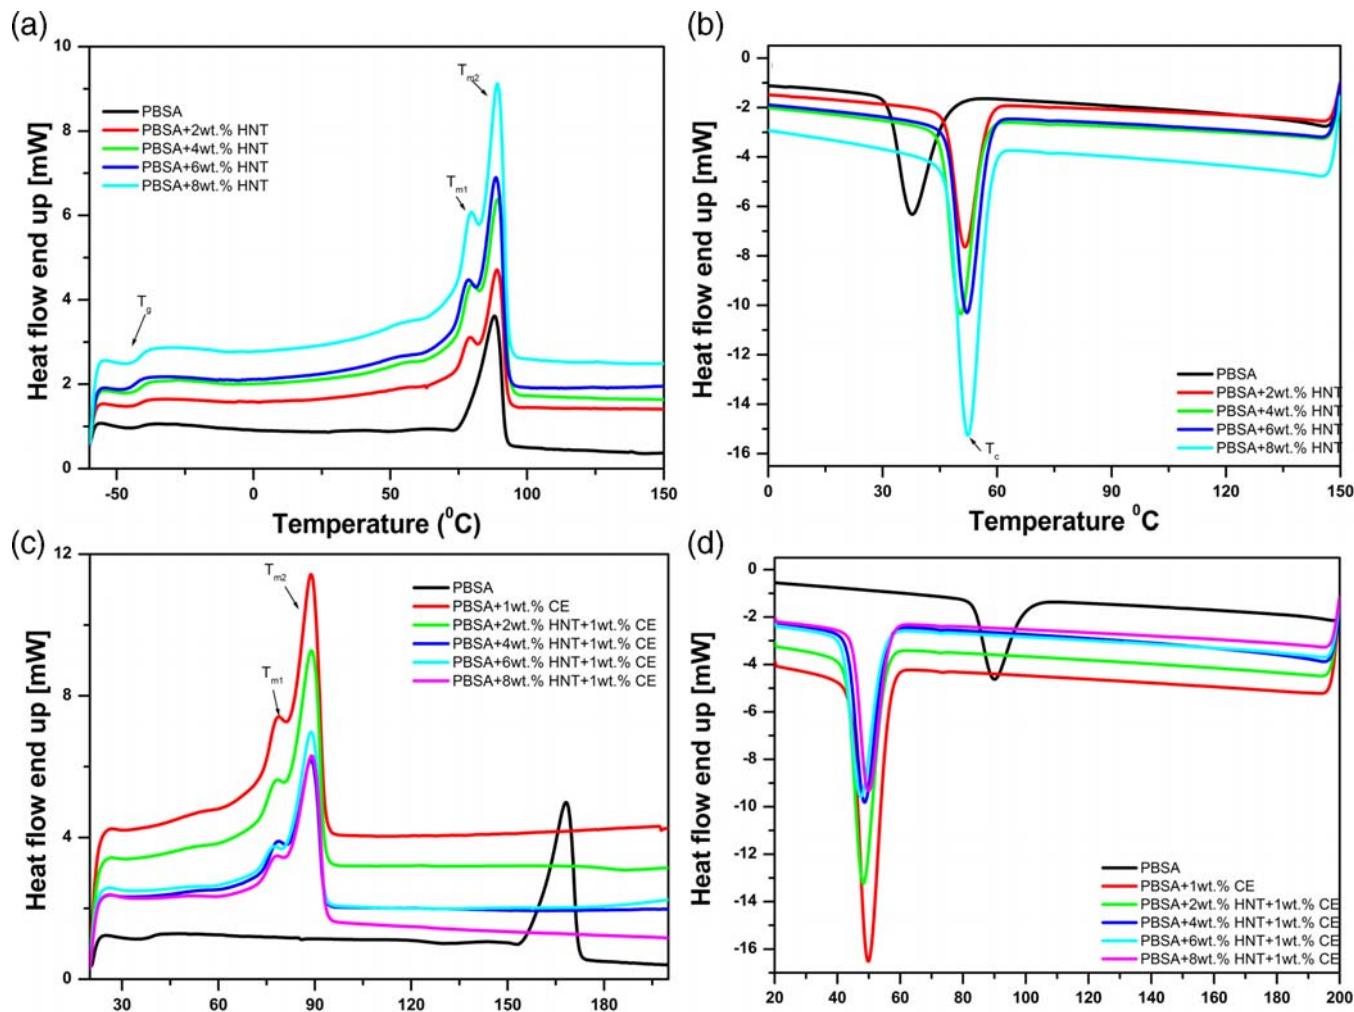 (a)
10
8
6
4
2
0
Heat flow end up [mW]
PBSA
PBSA+2wt.% HNT
PBSA+4wt.% HNT
PBSA+6wt.% HNT
PBSA+8wt.% HNT
Tg
Tm1
Tm2
-50 0 50 100 150
Temperature (⁰C)
(b)
0
-2
-4
-6
-8
-10
-12
-14
-16
Heat flow end up [mW]
PBSA
PBSA+2wt.% HNT
PBSA+4wt.% HNT
PBSA+6wt.% HNT
PBSA+8wt.% HNT
Tc
0 30 60 90 120 150
Temperature ⁰C
(c)
12
8
4
0
Heat flow end up [mW]
Tm2
Tm1
PBSA
PBSA+1wt.% CE
PBSA+2wt.% HNT+1wt.% CE
PBSA+4wt.% HNT+1wt.% CE
PBSA+6wt.% HNT+1wt.% CE
PBSA+8wt.% HNT+1wt.% CE
30 60 90 120 150 180
(d)
0
-2
-4
-6
-8
-10
-12
-14
-16
Heat flow end up [mW]
PBSA
PBSA+1wt.% CE
PBSA+2wt.% HNT+1wt.% CE
PBSA+4wt.% HNT+1wt.% CE
PBSA+6wt.% HNT+1wt.% CE
PBSA+8wt.% HNT+1wt.% CE
20 40 60 80 100 120 140 160 180 200